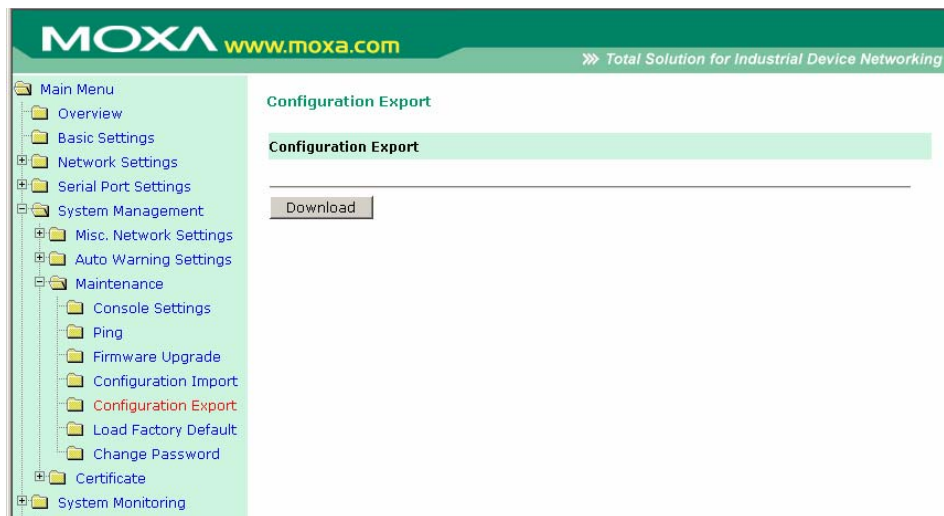 MOXA www.moxa.com
Total Solution for Industrial Device Networking
Main Menu
Overview
Basic Settings
Network Settings
Serial Port Settings
System Management
Misc. Network Settings
Auto Warning Settings
Maintenance
Console Settings
Ping
Firmware Upgrade
Configuration Import
Configuration Export
Load Factory Default
Change Password
Certificate
System Monitoring
Configuration Export
Configuration Export
Download